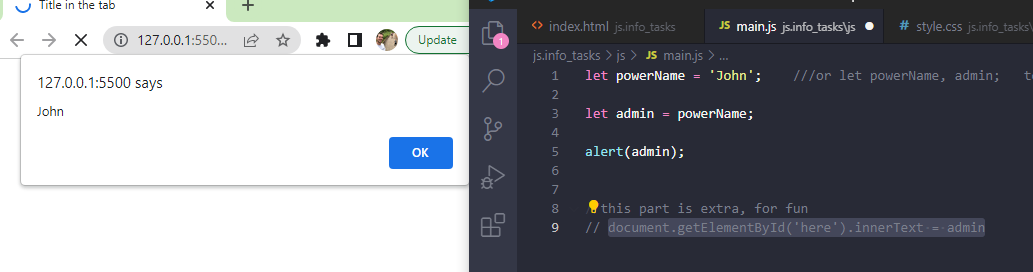 Title in the tab
127.0.0.1:550...
Update
127.0.0.1:5500 says
John
OK
index.html js.info_tasks
JS main.js js.info_tasks\js
# style.css js.info_tasks\
js.info_tasks > js > JS main.js > ...
1 let powerName = 'John'; ///or let powerName, admin;
2
3 let admin = powerName;
4
5 alert(admin);
6
7
8 this part is extra, for fun
9 // document.getElementById('here').innerText = admin
1